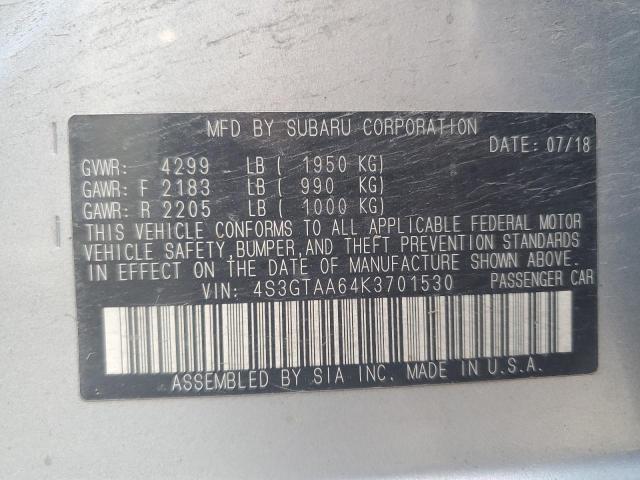 MFD BY SUBARU CORPORATION
DATE: 07/18
GVWR: 4299 LB ( 1950 KG)
GAWR: F 2183 LB ( 990 KG)
GAWR: R 2205 LB ( 1000 KG)
THIS VEHICLE CONFORMS TO ALL APPLICABLE FEDERAL MOTOR
VEHICLE SAFETY, BUMPER, AND THEFT PREVENTION STANDARDS
IN EFFECT ON THE DATE OF MANUFACTURE SHOWN ABOVE.
VIN: 4S3GTAA64K3701530 PASSENGER CAR
ASSEMBLED BY SIA INC. MADE IN U.S.A.